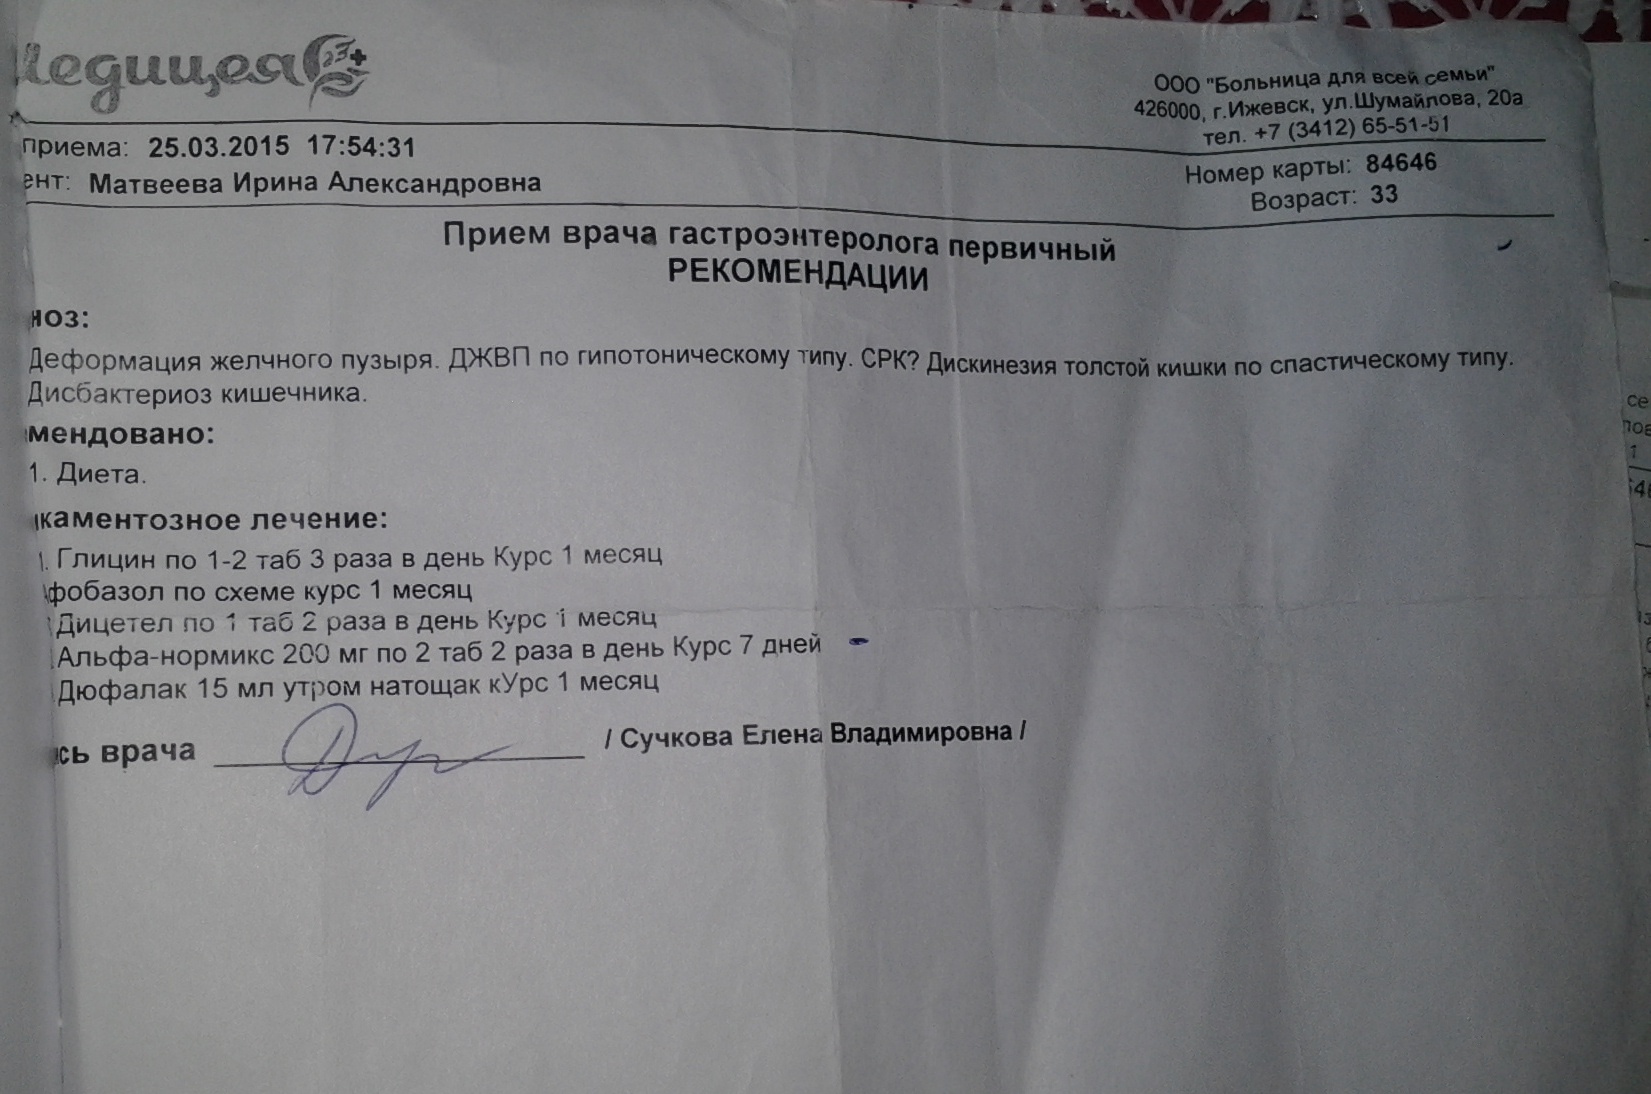 Медицея
ООО "Больница для всей семьи"
426000, г.Ижевск, ул.Шумайлова, 20а
тел. +7 (3412) 65-51-51
приема: 25.03.2015 17:54:31
ент: Матвеева Ирина Александровна
Номер карты: 84646
Возраст: 33
Прием врача гастроэнтеролога первичный
РЕКОМЕНДАЦИИ
ноз:
Деформация желчного пузыря. ДЖВП по гипотоническому типу. СРК? Дискинезия толстой кишки по спастическому типу.
Дисбактериоз кишечника.
мендовано:
1. Диета.
каментозное лечение:
. Глицин по 1-2 таб 3 раза в день Курс 1 месяц
фобазол по схеме курс 1 месяц
Дицетел по 1 таб 2 раза в день Курс 1 месяц
Альфа-нормикс 200 мг по 2 таб 2 раза в день Курс 7 дней
Дюфалак 15 мл утром натощак кУрс 1 месяц
сь врача / Сучкова Елена Владимировна /